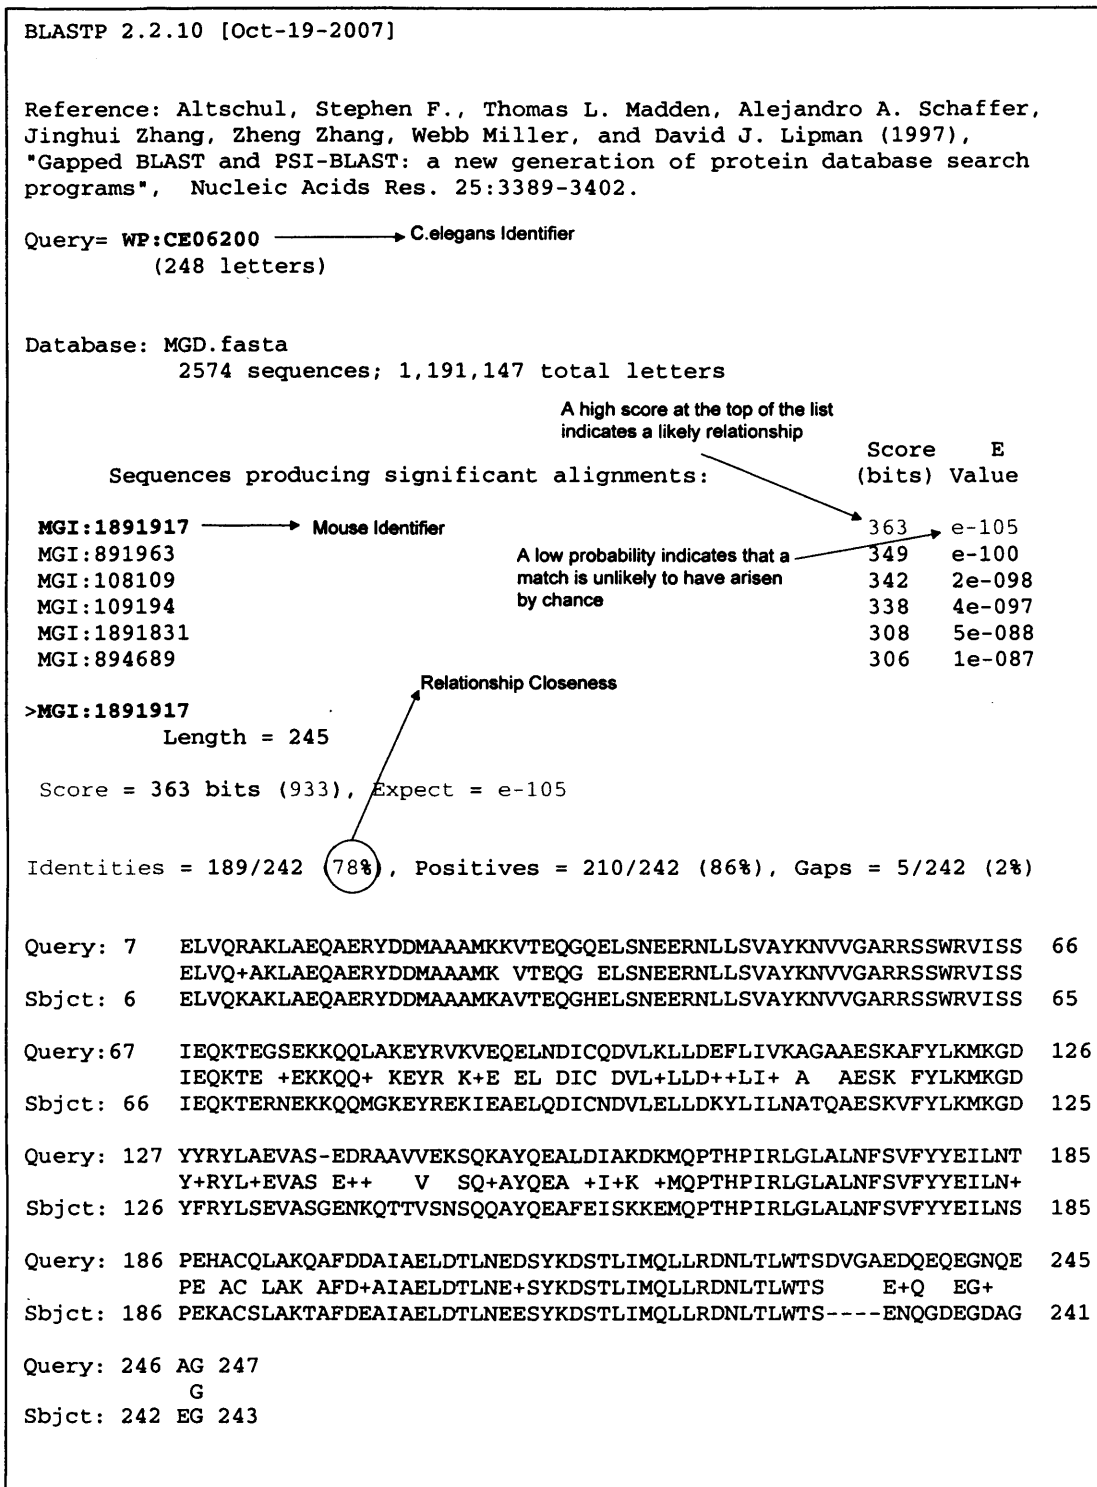 BLASTP 2.2.10 [Oct-19-2007]
Reference: Altschul, Stephen F., Thomas L. Madden, Alejandro A. Schaffer,
Jinghui Zhang, Zheng Zhang, Webb Miller, and David J. Lipman (1997),
"Gapped BLAST and PSI-BLAST: a new generation of protein database search
programs", Nucleic Acids Res. 25:3389-3402.
Query= WP:CE06200 C.elegans Identifier
(248 letters)
Database: MGD.fasta
2574 sequences; 1,191,147 total letters
A high score at the top of the list
indicates a likely relationship
Score E
Sequences producing significant alignments: (bits) Value
MGI:1891917 Mouse Identifier 363 e-105
MGI:891963 349 e-100
MGI:108109 342 2e-098
MGI:109194 338 4e-097
MGI:1891831 308 5e-088
MGI:894689 306 1e-087
A low probability indicates that a
match is unlikely to have arisen
by chance
Relationship Closeness
>MGI:1891917
Length = 245
Score = 363 bits (933), Expect = e-105
Identities = 189/242 (78%), Positives = 210/242 (86%), Gaps = 5/242 (2%)
Query: 7 ELVQRAKLAEQAERYDDMAAAMKKVTEQGQELSNEERNLLSVAYKNVVGARRSSWRVISS 66
ELVQ+AKLAEQAERYDDMAAAMK VTEQG ELSNEERNLLSVAYKNVVGARRSSWRVISS
Sbjct: 6 ELVQKAKLAEQAERYDDMAAAMKAVTEQGHELSNEERNLLSVAYKNVVGARRSSWRVISS 65
Query:67 IEQKTEGSEKKQQLAKEYRVKVEQELNDICQDVLKLLDEFLIVKAGAAESKAFYLKMKGD 126
IEQKTE +EKKQQ+ KEYR K+E EL DIC DVL+LLD++LI+ A AESK FYLKMKGD
Sbjct: 66 IEQKTERNEKKQQMGKEYREKIEAELQDICNDVLELLDKYLILNATQAESKVFYLKMKGD 125
Query: 127 YYRYLAEVAS-EDRAAVVEKSQKAYQEALDIAKDKMQPTHPIRLGLALNFSVFYYEILNT 185
Y+RYL+EVAS E++ V SQ+AYQEA +I+K +MQPTHPIRLGLALNFSVFYYEILN+
Sbjct: 126 YFRYLSEVASGENKQTTVSNSQQAYQEAFEISKKEMQPTHPIRLGLALNFSVFYYEILNS 185
Query: 186 PEHACQLAKQAFDDAIAELDTLNEDSYKDSTLIMQLLRDNLTLWTSDVGAEDQEQEGNQE 245
PE AC LAK AFD+AIAELDTLNE+SYKDSTLIMQLLRDNLTLWTS E+Q EG+
Sbjct: 186 PEKACSLAKTAFDEAIAELDTLNEESYKDSTLIMQLLRDNLTLWTS----ENQGDEGDAG 241
Query: 246 AG 247
G
Sbjct: 242 EG 243